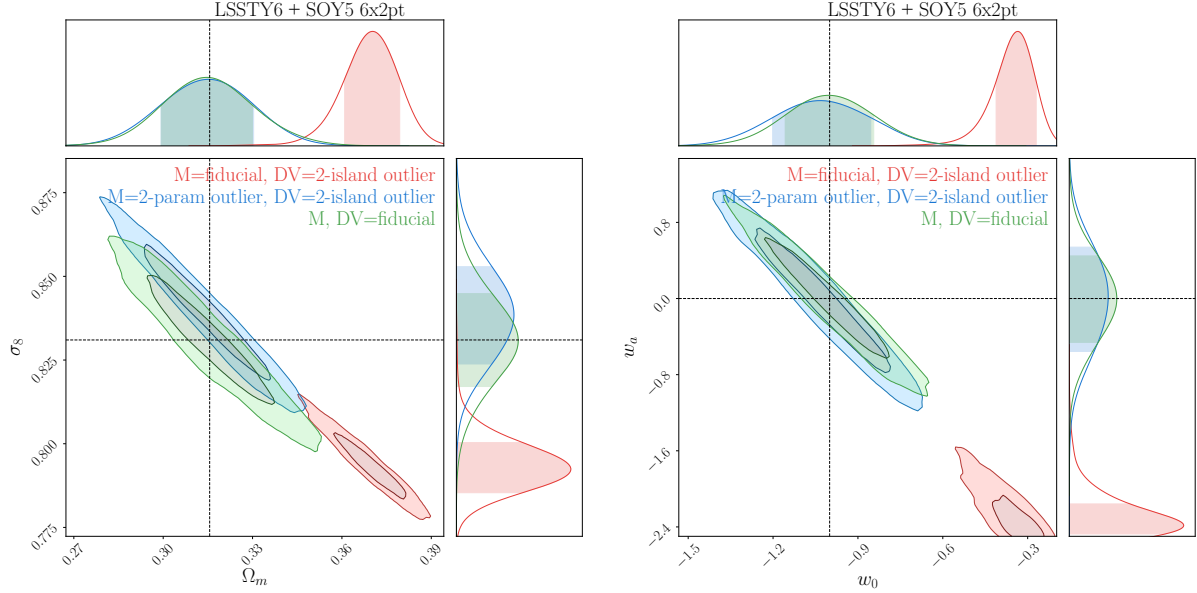 LSSTY6 + SOY5 6x2pt
M=fiducial, DV=2-island outlier
M=2-param outlier, DV=2-island outlier
M, DV=fiducial
0.875
0.850
0.825
0.800
0.775
σ8
0.27
0.30
0.33
0.36
0.39
Ωm
LSSTY6 + SOY5 6x2pt
M=fiducial, DV=2-island outlier
M=2-param outlier, DV=2-island outlier
M, DV=fiducial
0.8
0.0
−0.8
−1.6
−2.4
wa
−1.5
−1.2
−0.9
−0.6
−0.3
w0